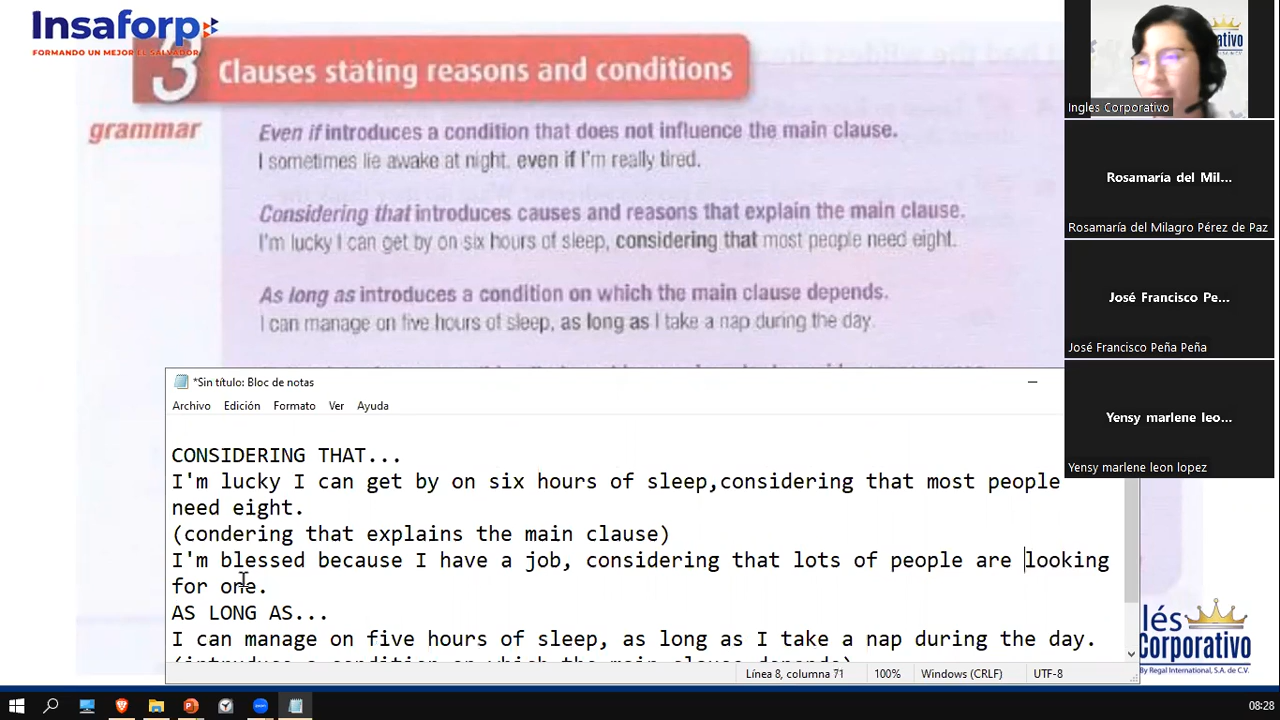 Insaforp
FORMANDO UN MEJOR EL SALVADOR
3 Clauses stating reasons and conditions
grammar
Even if introduces a condition that does not influence the main clause.
I sometimes lie awake at night, even if I'm really tired.
Considering that introduces causes and reasons that explain the main clause.
I'm lucky I can get by on six hours of sleep, considering that most people need eight.
As long as introduces a condition on which the main clause depends.
I can manage on five hours of sleep, as long as I take a nap during the day.
*Sin título: Bloc de notas
Archivo Edición Formato Ver Ayuda
CONSIDERING THAT...
I'm lucky I can get by on six hours of sleep,considering that most people
need eight.
(condering that explains the main clause)
I'm blessed because I have a job, considering that lots of people are looking
for one.
AS LONG AS...
I can manage on five hours of sleep, as long as I take a nap during the day.
Línea 8, columna 71 100% Windows (CRLF) UTF-8
Ingles Corporativo
Rosamaría del Mil...
Rosamaría del Milagro Pérez de Paz
José Francisco Pe...
José Francisco Peña Peña
Yensy marlene leo...
Yensy marlene leon lopez
lés
Corporativo
By Regal International, S.A. de C.V.
08:28